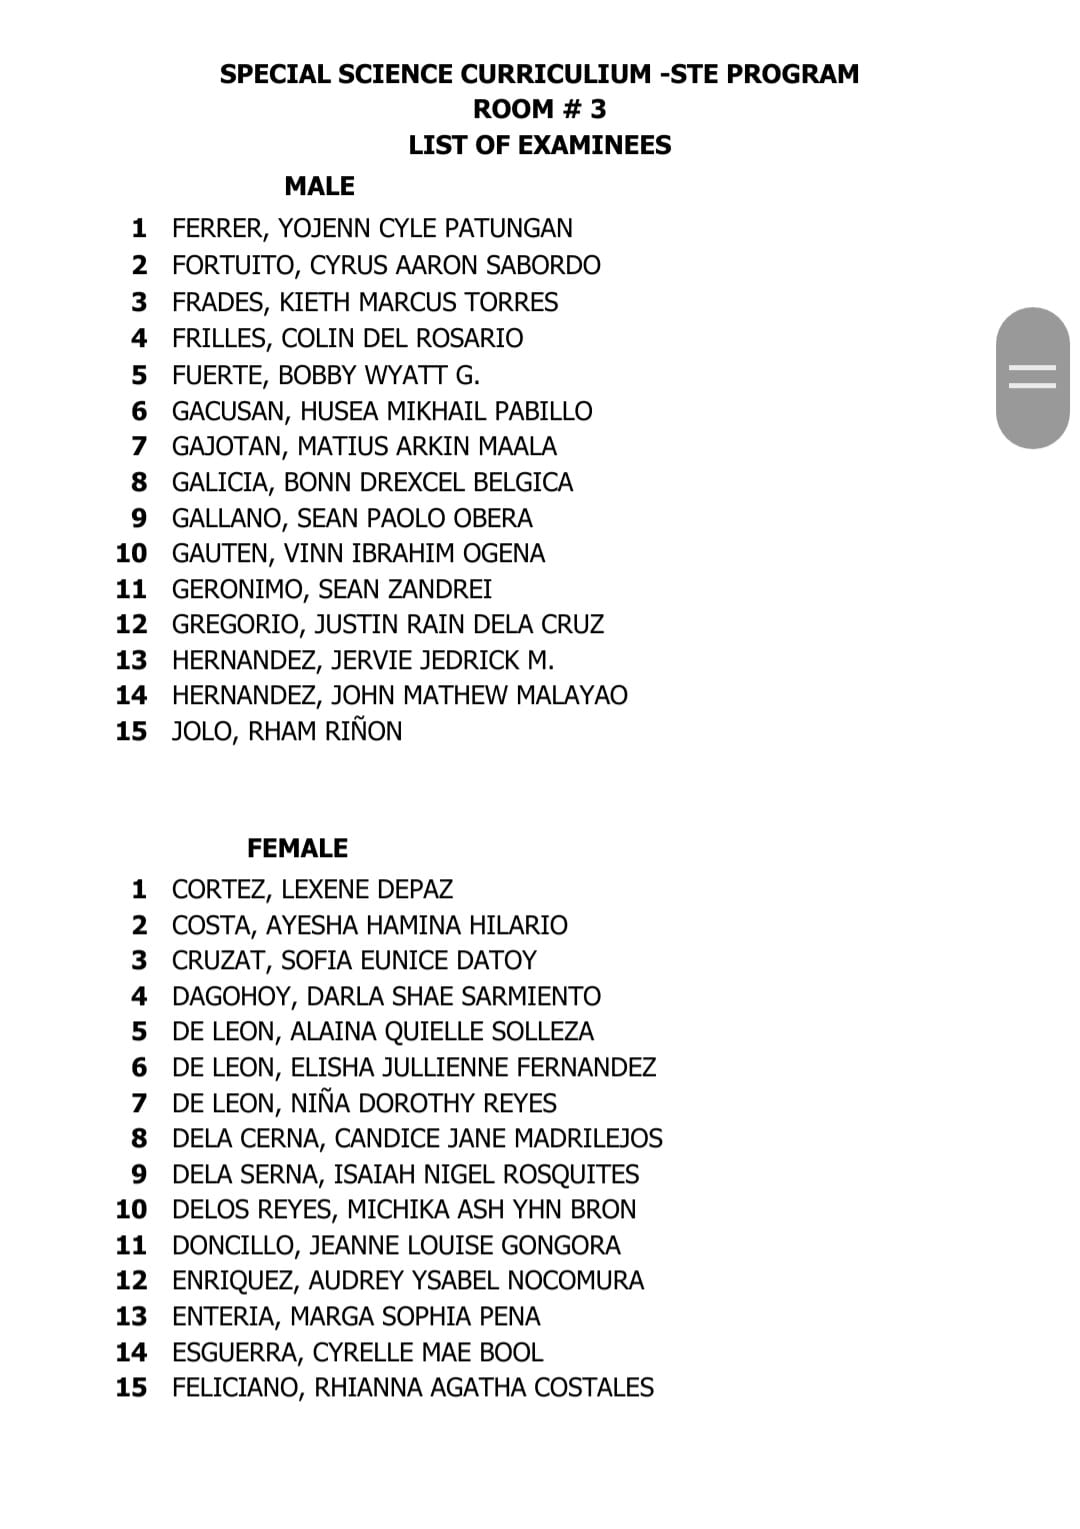 SPECIAL SCIENCE CURRICULIUM -STE PROGRAM
ROOM # 3
LIST OF EXAMINEES
MALE
1 FERRER, YOJENN CYLE PATUNGAN
2 FORTUITO, CYRUS AARON SABORDO
3 FRADES, KIETH MARCUS TORRES
4 FRILLES, COLIN DEL ROSARIO
5 FUERTE, BOBBY WYATT G.
6 GACUSAN, HUSEA MIKHAIL PABILLO
7 GAJOTAN, MATIUS ARKIN MAALA
8 GALICIA, BONN DREXCEL BELGICA
9 GALLANO, SEAN PAOLO OBERA
10 GAUTEN, VINN IBRAHIM OGENA
11 GERONIMO, SEAN ZANDREI
12 GREGORIO, JUSTIN RAIN DELA CRUZ
13 HERNANDEZ, JERVIE JEDRICK M.
14 HERNANDEZ, JOHN MATHEW MALAYAO
15 JOLO, RHAM RIÑON
FEMALE
1 CORTEZ, LEXENE DEPAZ
2 COSTA, AYESHA HAMINA HILARIO
3 CRUZAT, SOFIA EUNICE DATOY
4 DAGOHOY, DARLA SHAE SARMIENTO
5 DE LEON, ALAINA QUIELLE SOLLEZA
6 DE LEON, ELISHA JULLIENNE FERNANDEZ
7 DE LEON, NIÑA DOROTHY REYES
8 DELA CERNA, CANDICE JANE MADRILEJOS
9 DELA SERNA, ISAIAH NIGEL ROSQUITES
10 DELOS REYES, MICHIKA ASH YHN BRON
11 DONCILLO, JEANNE LOUISE GONGORA
12 ENRIQUEZ, AUDREY YSABEL NOCOMURA
13 ENTERIA, MARGA SOPHIA PENA
14 ESGUERRA, CYRELLE MAE BOOL
15 FELICIANO, RHIANNA AGATHA COSTALES